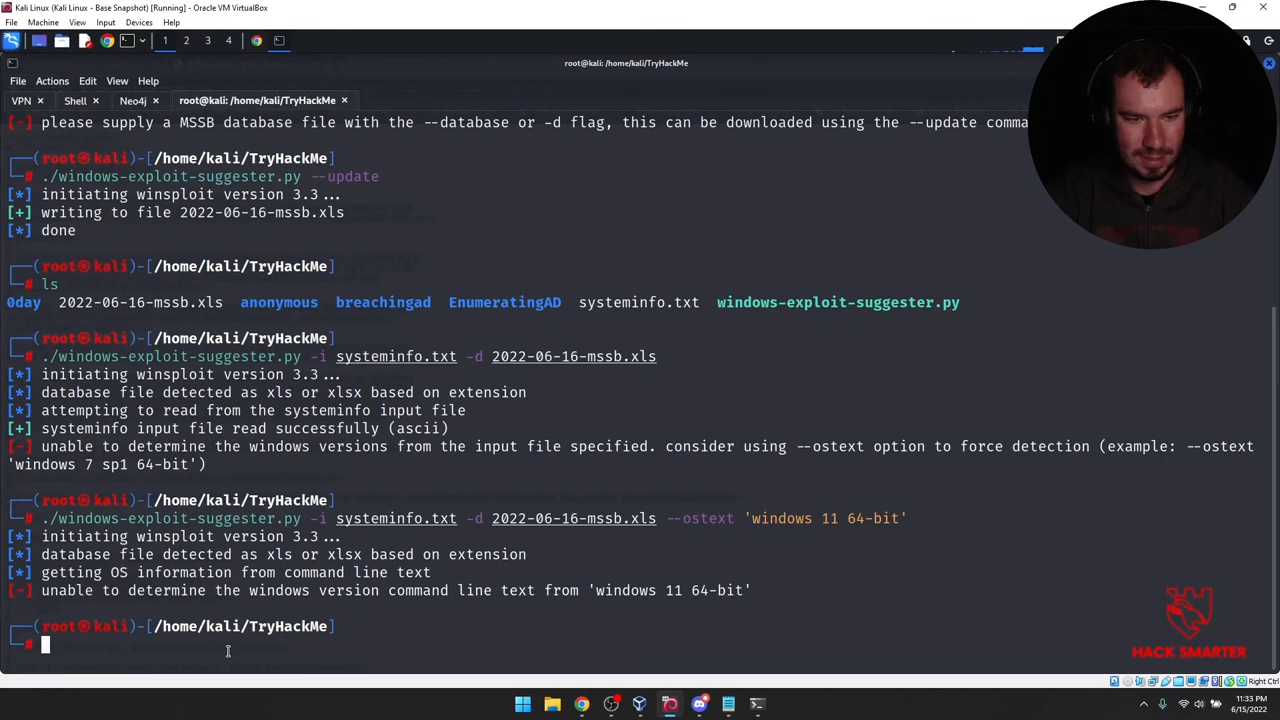 Kali Linux (Kali Linux - Base Snapshot) [Running] - Oracle VM VirtualBox
File Machine View Input Devices Help
1 2 3 4
root@kali: /home/kali/TryHackMe
File Actions Edit View Help
VPN × Shell × Neo4j × root@kali: /home/kali/TryHackMe ×
[-] please supply a MSSB database file with the --database or -d flag, this can be downloaded using the --update comma
┌──(root㉿kali)-[/home/kali/TryHackMe]
└─# ./windows-exploit-suggester.py --update
[*] initiating winsploit version 3.3...
[+] writing to file 2022-06-16-mssb.xls
[*] done
┌──(root㉿kali)-[/home/kali/TryHackMe]
└─# ls
0day 2022-06-16-mssb.xls anonymous breachingad EnumeratingAD systeminfo.txt windows-exploit-suggester.py
┌──(root㉿kali)-[/home/kali/TryHackMe]
└─# ./windows-exploit-suggester.py -i systeminfo.txt -d 2022-06-16-mssb.xls
[*] initiating winsploit version 3.3...
[*] database file detected as xls or xlsx based on extension
[*] attempting to read from the systeminfo input file
[+] systeminfo input file read successfully (ascii)
[-] unable to determine the windows versions from the input file specified. consider using --ostext option to force detection (example: --ostext
'windows 7 sp1 64-bit')
┌──(root㉿kali)-[/home/kali/TryHackMe]
└─# ./windows-exploit-suggester.py -i systeminfo.txt -d 2022-06-16-mssb.xls --ostext 'windows 11 64-bit'
[*] initiating winsploit version 3.3...
[*] database file detected as xls or xlsx based on extension
[*] getting OS information from command line text
[-] unable to determine the windows version command line text from 'windows 11 64-bit'
┌──(root㉿kali)-[/home/kali/TryHackMe]
└─#
HACK SMARTER
Right Ctrl
11:33 PM
6/15/2022